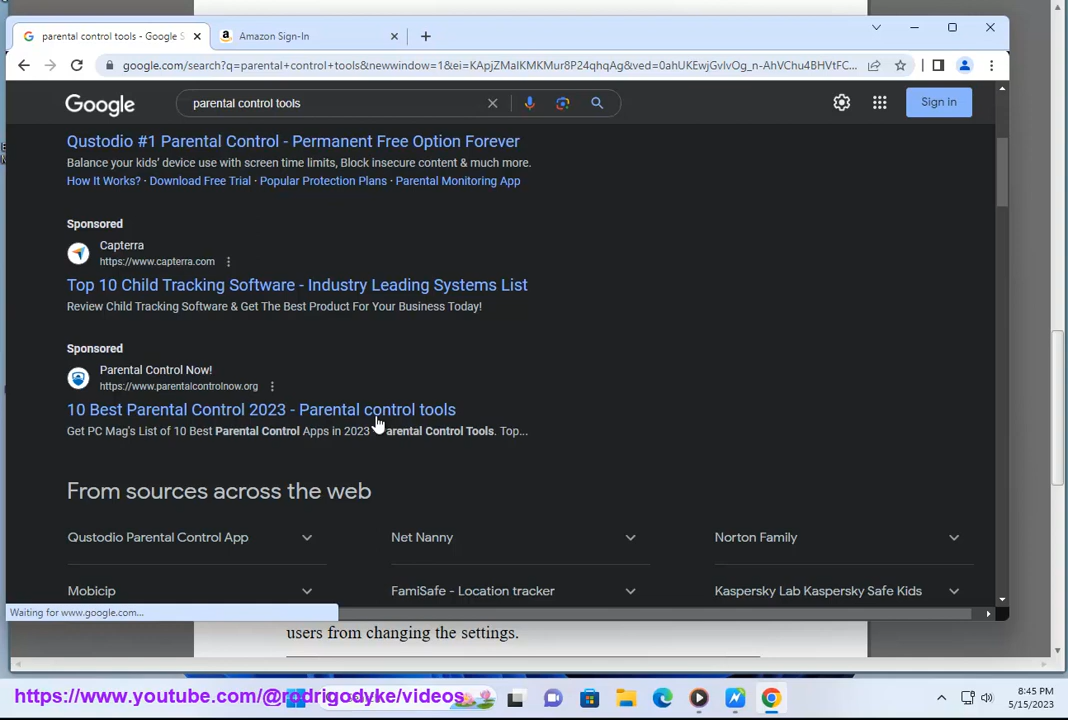 parental control tools - Google S
Amazon Sign-In
google.com/search?q=parental+control+tools&newwindow=1&ei=KApjZMalKMKMur8P24qhqAg&ved=0ahUKEwjGvIvOg_n-AhVChu4BHVtFC...
Google
parental control tools
Sign in
Qustodio #1 Parental Control - Permanent Free Option Forever
Balance your kids' device use with screen time limits, Block insecure content & much more.
How It Works? · Download Free Trial · Popular Protection Plans · Parental Monitoring App
Sponsored
Capterra
https://www.capterra.com
Top 10 Child Tracking Software - Industry Leading Systems List
Review Child Tracking Software & Get The Best Product For Your Business Today!
Sponsored
Parental Control Now!
https://www.parentalcontrolnow.org
10 Best Parental Control 2023 - Parental control tools
Get PC Mag's List of 10 Best Parental Control Apps in 2023 arental Control Tools. Top...
From sources across the web
Qustodio Parental Control App
Net Nanny
Norton Family
Mobicip
FamiSafe - Location tracker
Kaspersky Lab Kaspersky Safe Kids
Waiting for www.google.com...
users from changing the settings.
https://www.youtube.com/@rodrigodyke/videos
8:45 PM
5/15/2023